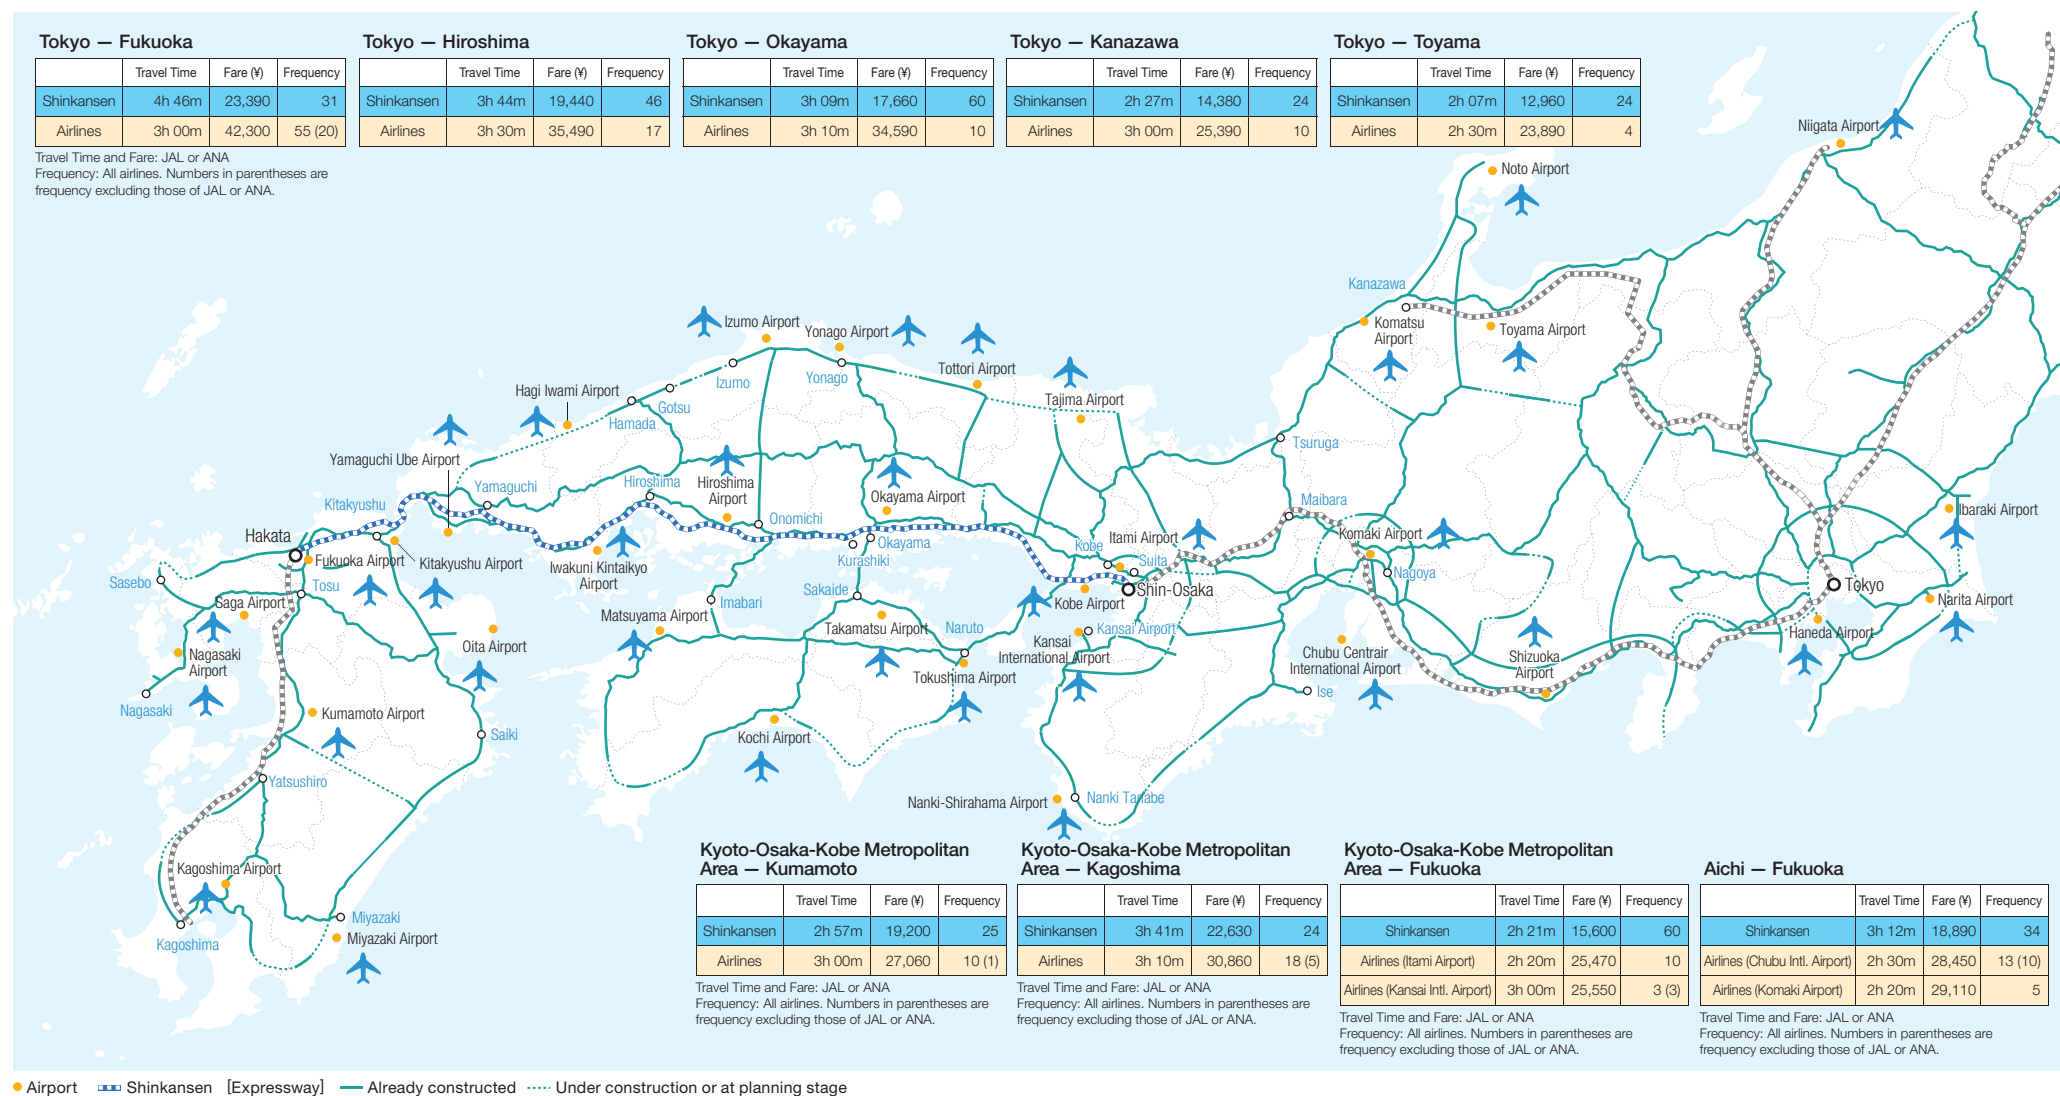 Tokyo — Fukuoka
Travel Time Fare (¥) Frequency
Shinkansen 4h 46m 23,390 31
Airlines 3h 00m 42,300 55 (20)
Travel Time and Fare: JAL or ANA
Frequency: All airlines. Numbers in parentheses are
frequency excluding those of JAL or ANA.
Tokyo — Hiroshima
Travel Time Fare (¥) Frequency
Shinkansen 3h 44m 19,440 46
Airlines 3h 30m 35,490 17
Tokyo — Okayama
Travel Time Fare (¥) Frequency
Shinkansen 3h 09m 17,660 60
Airlines 3h 10m 34,590 10
Tokyo — Kanazawa
Travel Time Fare (¥) Frequency
Shinkansen 2h 27m 14,380 24
Airlines 3h 00m 25,390 10
Tokyo — Toyama
Travel Time Fare (¥) Frequency
Shinkansen 2h 07m 12,960 24
Airlines 2h 30m 23,890 4
Niigata Airport
Noto Airport
Kanazawa
Komatsu
Airport
Toyama Airport
Izumo Airport
Yonago Airport
Izumo
Yonago
Tottori Airport
Tajima Airport
Hagi Iwami Airport
Gotsu
Hamada
Tsuruga
Yamaguchi Ube Airport
Yamaguchi
Hiroshima
Hiroshima
Airport
Okayama Airport
Kitakyushu
Maibara
Onomichi
Ibaraki Airport
Hakata
Itami Airport
Komaki Airport
Kobe
Okayama
Kurashiki
Suita
Fukuoka Airport
Kitakyushu Airport
Iwakuni Kintaikyo
Airport
Nagoya
Sasebo
Tosu
Sakaide
Shin-Osaka
Tokyo
Saga Airport
Imabari
Kobe Airport
Narita Airport
Matsuyama Airport
Takamatsu Airport
Naruto
Kansai Airport
Haneda Airport
Oita Airport
Kansai
International Airport
Chubu Centrair
International Airport
Shizuoka
Airport
Nagasaki
Airport
Tokushima Airport
Ise
Nagasaki
Kumamoto Airport
Saiki
Kochi Airport
Yatsushiro
Nanki-Shirahama Airport
Nanki Tanabe
Kagoshima Airport
Miyazaki
Kagoshima
Miyazaki Airport
Kyoto-Osaka-Kobe Metropolitan
Area — Kumamoto
Travel Time Fare (¥) Frequency
Shinkansen 2h 57m 19,200 25
Airlines 3h 00m 27,060 10 (1)
Travel Time and Fare: JAL or ANA
Frequency: All airlines. Numbers in parentheses are
frequency excluding those of JAL or ANA.
Kyoto-Osaka-Kobe Metropolitan
Area — Kagoshima
Travel Time Fare (¥) Frequency
Shinkansen 3h 41m 22,630 24
Airlines 3h 10m 30,860 18 (5)
Travel Time and Fare: JAL or ANA
Frequency: All airlines. Numbers in parentheses are
frequency excluding those of JAL or ANA.
Kyoto-Osaka-Kobe Metropolitan
Area — Fukuoka
Travel Time Fare (¥) Frequency
Shinkansen 2h 21m 15,600 60
Airlines (Itami Airport) 2h 20m 25,470 10
Airlines (Kansai Intl. Airport) 3h 00m 25,550 3 (3)
Travel Time and Fare: JAL or ANA
Frequency: All airlines. Numbers in parentheses are
frequency excluding those of JAL or ANA.
Aichi — Fukuoka
Travel Time Fare (¥) Frequency
Shinkansen 3h 12m 18,890 34
Airlines (Chubu Intl. Airport) 2h 30m 28,450 13 (10)
Airlines (Komaki Airport) 2h 20m 29,110 5
Travel Time and Fare: JAL or ANA
Frequency: All airlines. Numbers in parentheses are
frequency excluding those of JAL or ANA.
Airport Shinkansen [Expressway] Already constructed Under construction or at planning stage